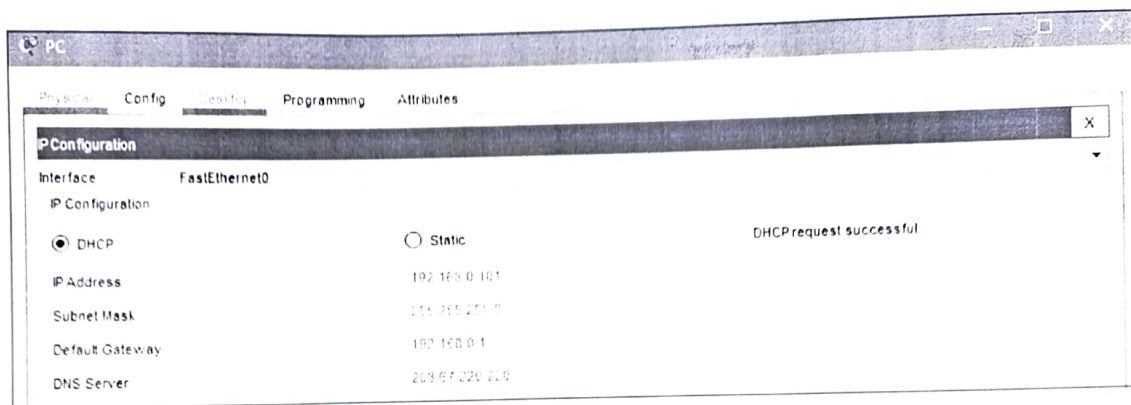 PC
Physical Config Desktop Programming Attributes
IP Configuration X
Interface FastEthernet0
IP Configuration
DHCP Static DHCP request successful
IP Address 192.168.0.101
Subnet Mask 255.255.255.0
Default Gateway 192.168.0.1
DNS Server 208.67.220.220